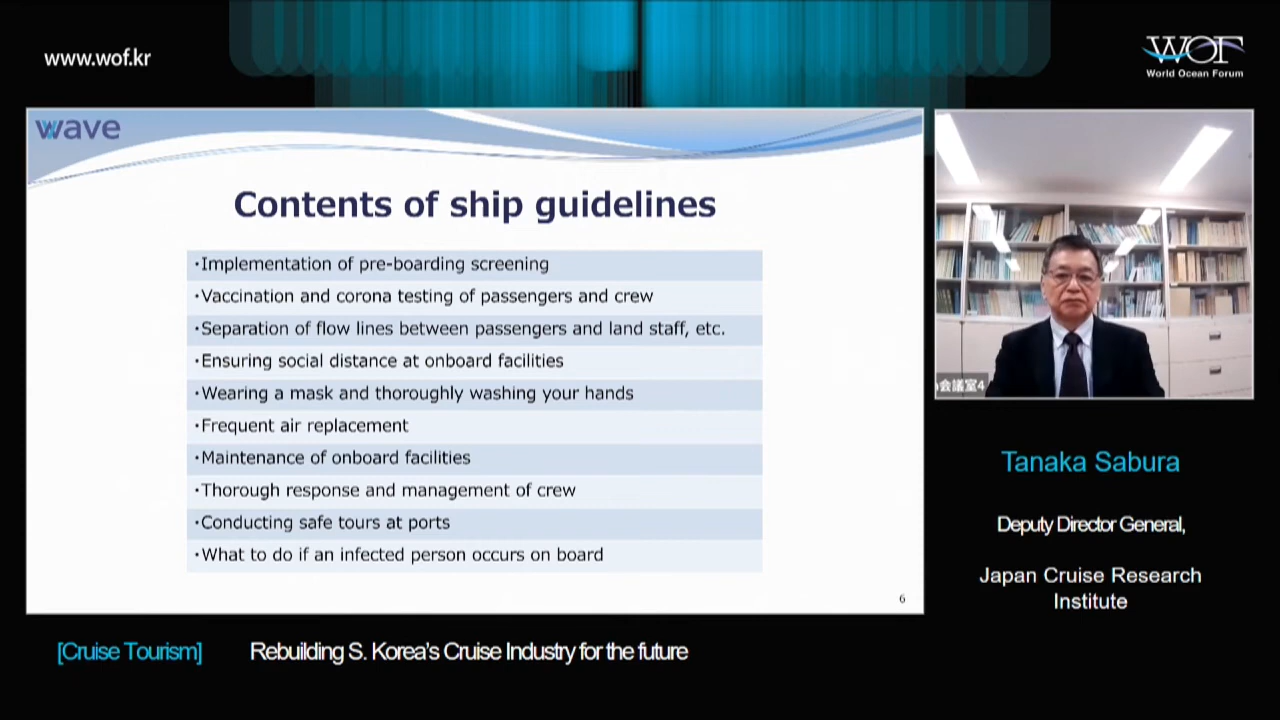 www.wof.kr
WOF
World Ocean Forum
wave
Contents of ship guidelines
・Implementation of pre-boarding screening
・Vaccination and corona testing of passengers and crew
・Separation of flow lines between passengers and land staff, etc.
・Ensuring social distance at onboard facilities
・Wearing a mask and thoroughly washing your hands
・Frequent air replacement
・Maintenance of onboard facilities
・Thorough response and management of crew
・Conducting safe tours at ports
・What to do if an infected person occurs on board
6
会議室4
Tanaka Sabura
Deputy Director General,
Japan Cruise Research
Institute
[Cruise Tourism] Rebuilding S. Korea's Cruise Industry for the future